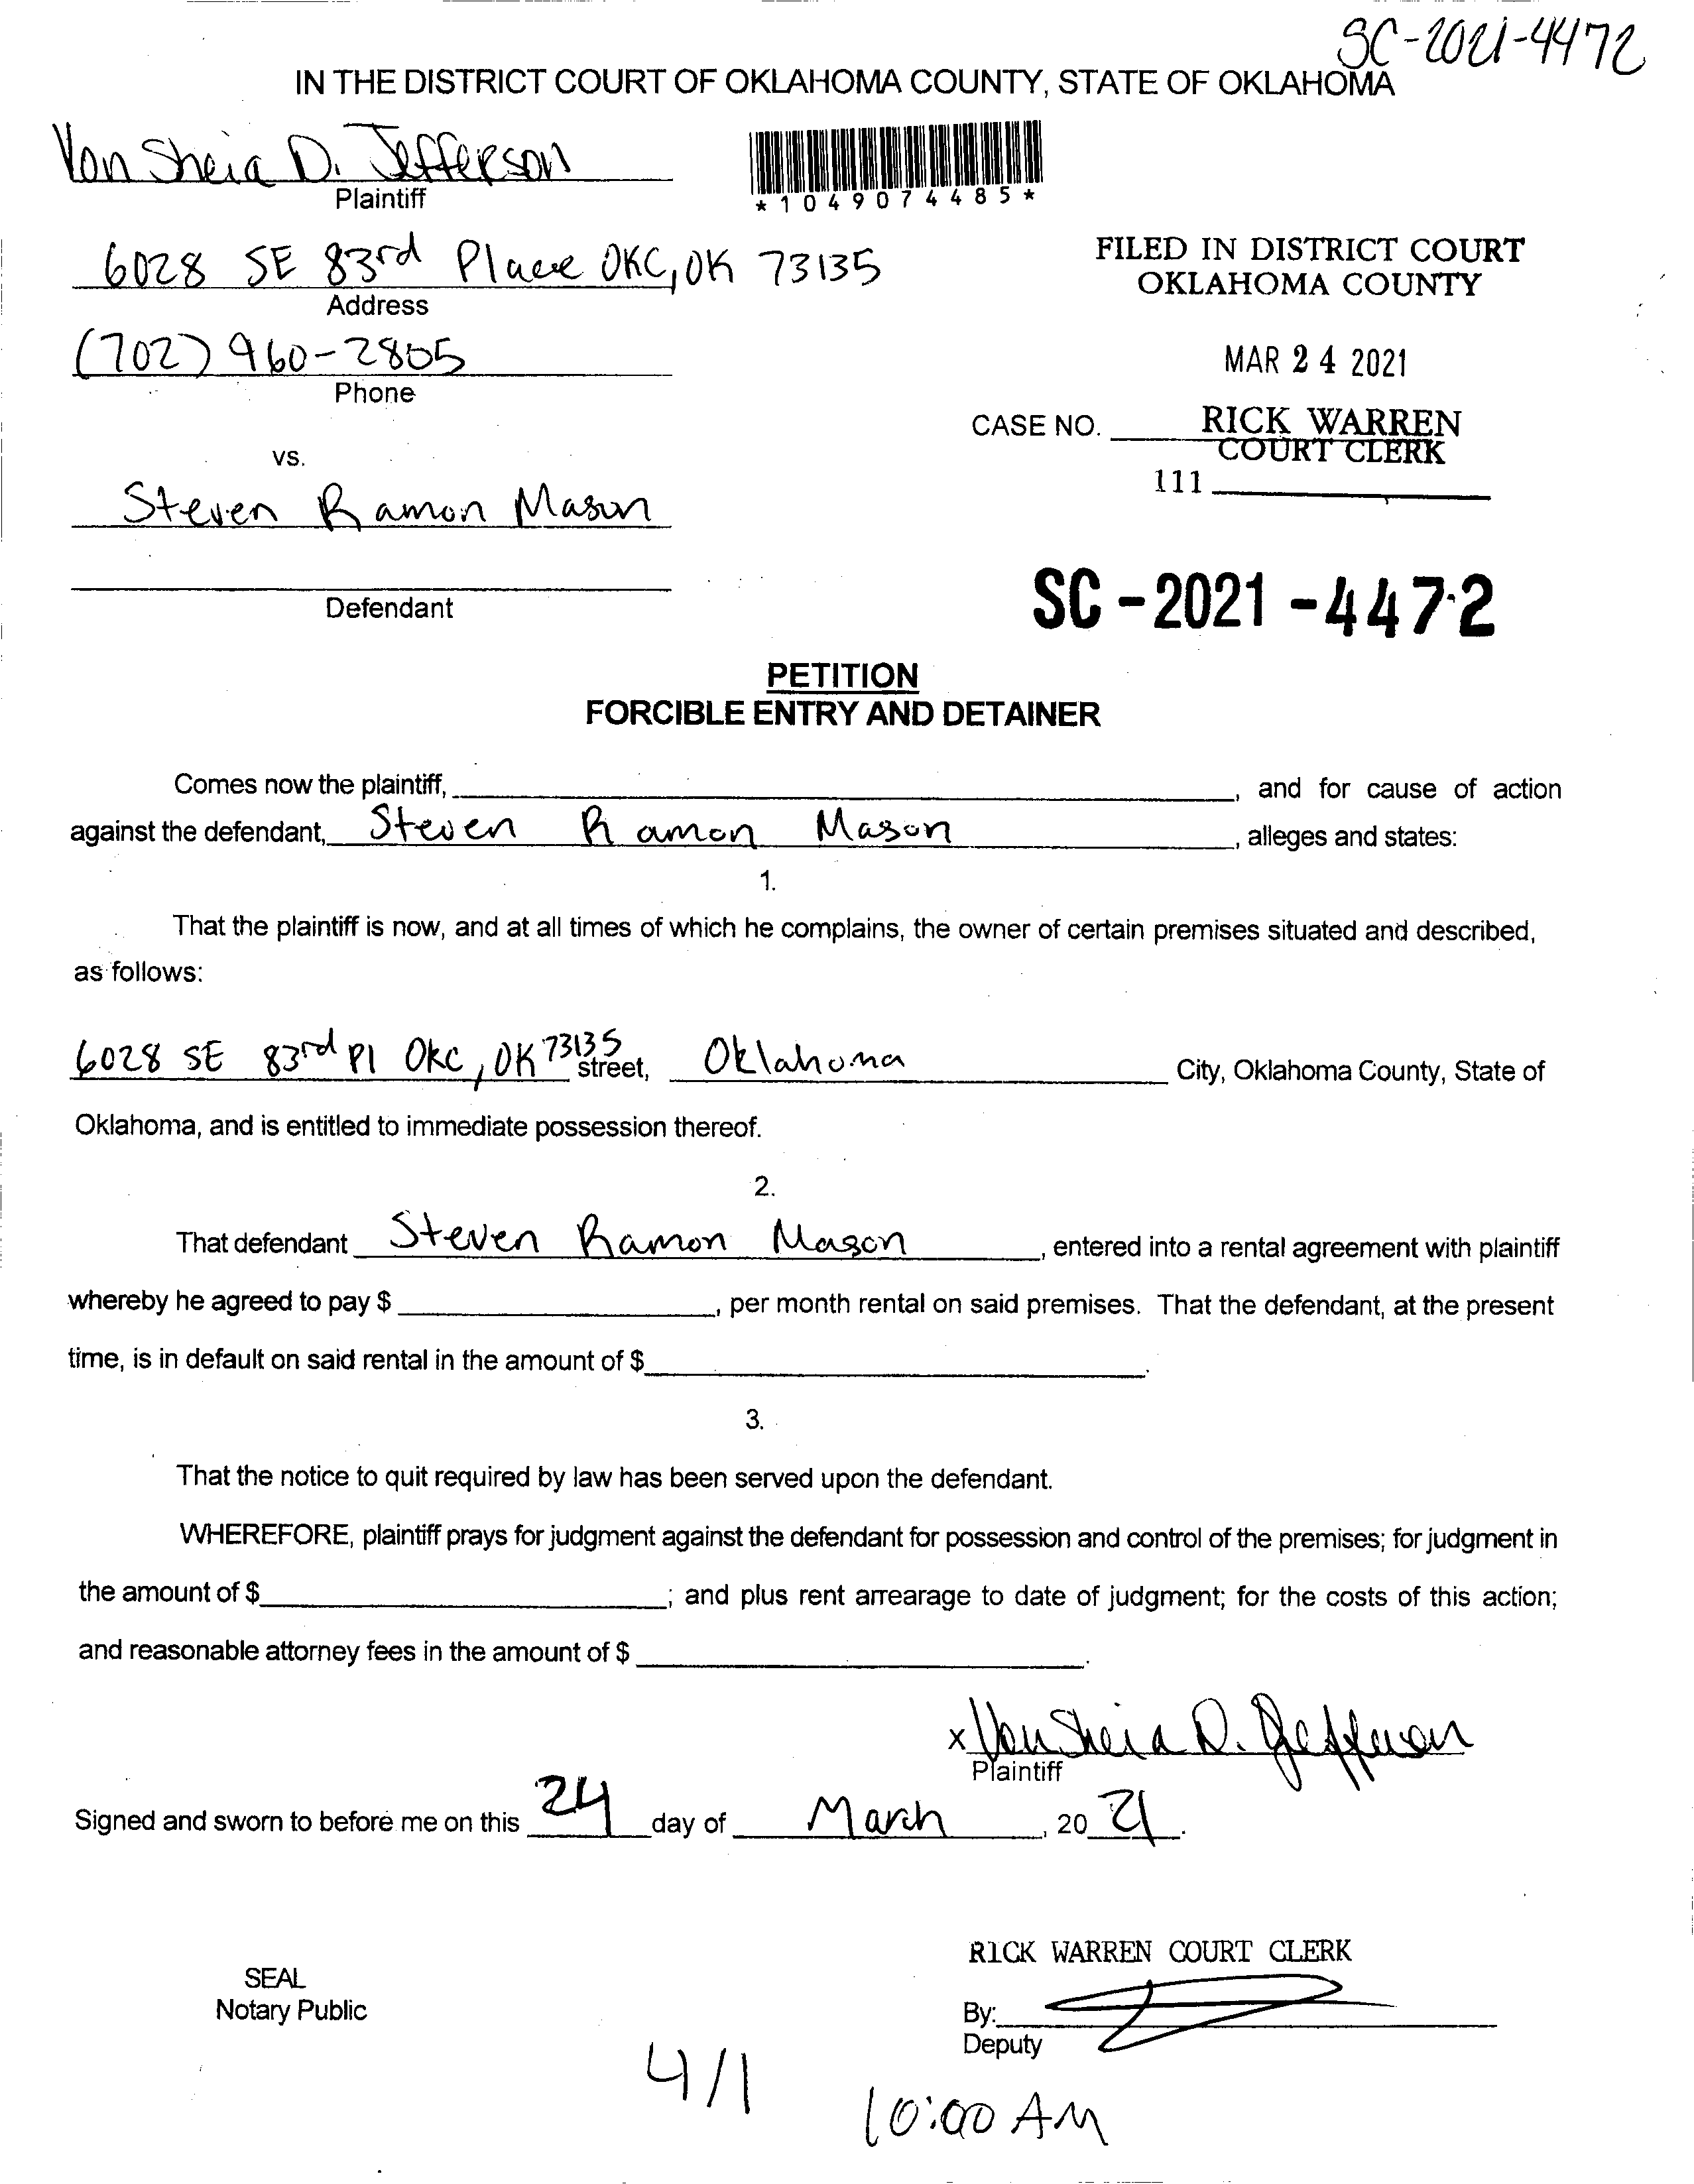 SC-2021-4472
IN THE DISTRICT COURT OF OKLAHOMA COUNTY, STATE OF OKLAHOMA
VonSheia D. Jefferson
Plaintiff
*1049074485*
6028 SE 83rd Place OKC, OK 73135
Address
FILED IN DISTRICT COURT
OKLAHOMA COUNTY
(702) 960-2805
Phone
MAR 24 2021
CASE NO.
RICK WARREN
COURT CLERK
111
vs.
Steven Ramon Mason
Defendant
SC-2021-4472
PETITION
FORCIBLE ENTRY AND DETAINER
Comes now the plaintiff, , and for cause of action
against the defendant, Steven Ramon Mason, alleges and states:
1.
That the plaintiff is now, and at all times of which he complains, the owner of certain premises situated and described,
as follows:
6028 SE 83rd Pl Okc, OK 73135 street, Oklahoma City, Oklahoma County, State of
Oklahoma, and is entitled to immediate possession thereof.
2.
That defendant Steven Ramon Mason, entered into a rental agreement with plaintiff
whereby he agreed to pay $ , per month rental on said premises. That the defendant, at the present
time, is in default on said rental in the amount of $ .
3.
That the notice to quit required by law has been served upon the defendant.
WHEREFORE, plaintiff prays for judgment against the defendant for possession and control of the premises; for judgment in
the amount of $ ; and plus rent arrearage to date of judgment; for the costs of this action;
and reasonable attorney fees in the amount of $ .
x VonSheia D. Jefferson
Plaintiff
Signed and sworn to before me on this 24 day of March, 20 21.
RICK WARREN COURT CLERK
SEAL
Notary Public
By:
Deputy
4/1
10:00 AM